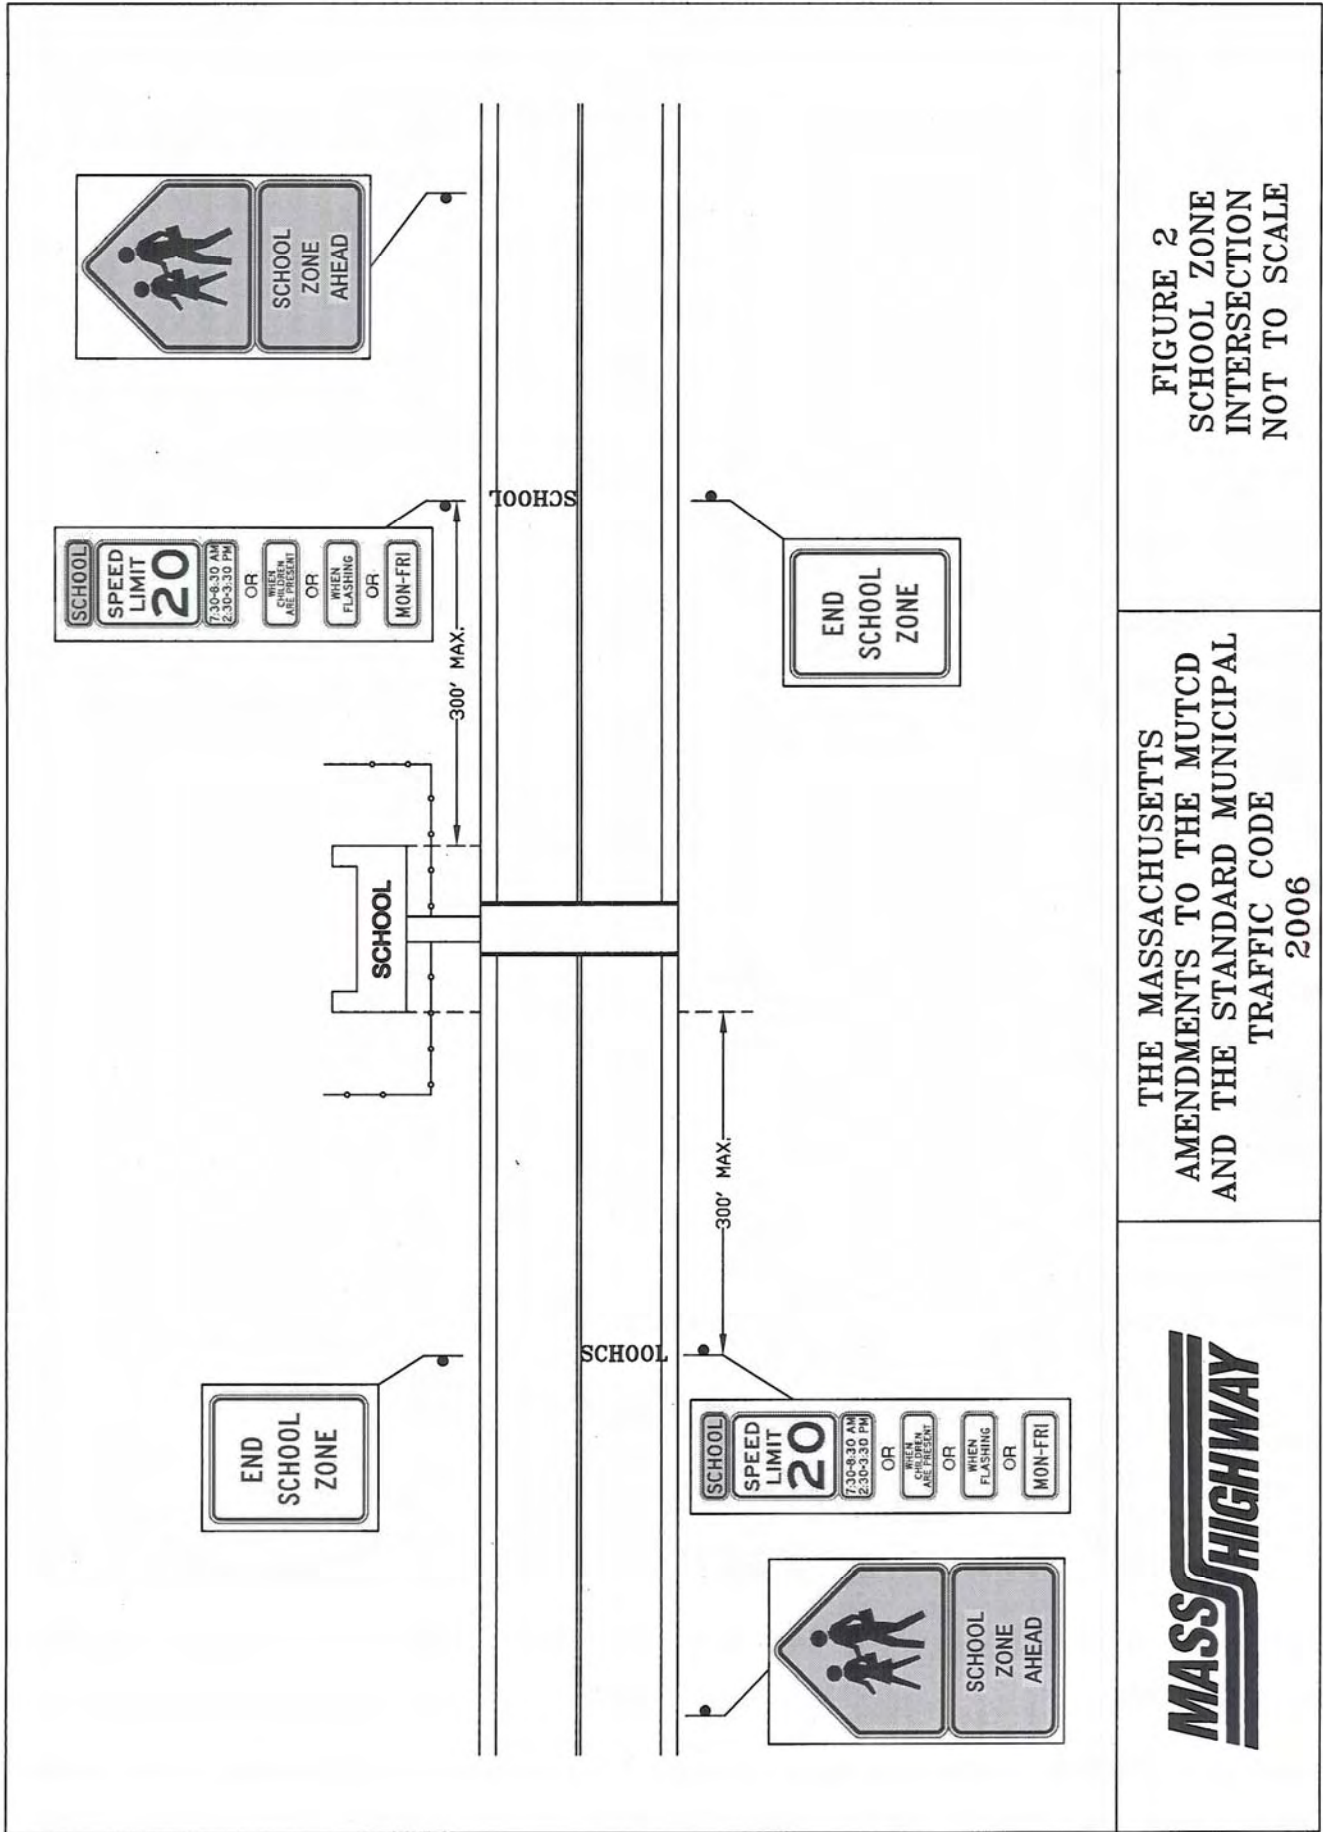 SCHOOL
ZONE
AHEAD
SCHOOL
SPEED
LIMIT
20
7:30-8:30 AM
2:30-3:30 PM
OR
WHEN
CHILDREN
ARE PRESENT
OR
WHEN
FLASHING
OR
MON-FRI
END
SCHOOL
ZONE
SCHOOL
300' MAX.
SCHOOL
SCHOOL
300' MAX.
END
SCHOOL
ZONE
SCHOOL
SPEED
LIMIT
20
7:30-8:30 AM
2:30-3:30 PM
OR
WHEN
CHILDREN
ARE PRESENT
OR
WHEN
FLASHING
OR
MON-FRI
SCHOOL
ZONE
AHEAD
MASS HIGHWAY
THE MASSACHUSETTS
AMENDMENTS TO THE MUTCD
AND THE STANDARD MUNICIPAL
TRAFFIC CODE
2006
FIGURE 2
SCHOOL ZONE
INTERSECTION
NOT TO SCALE